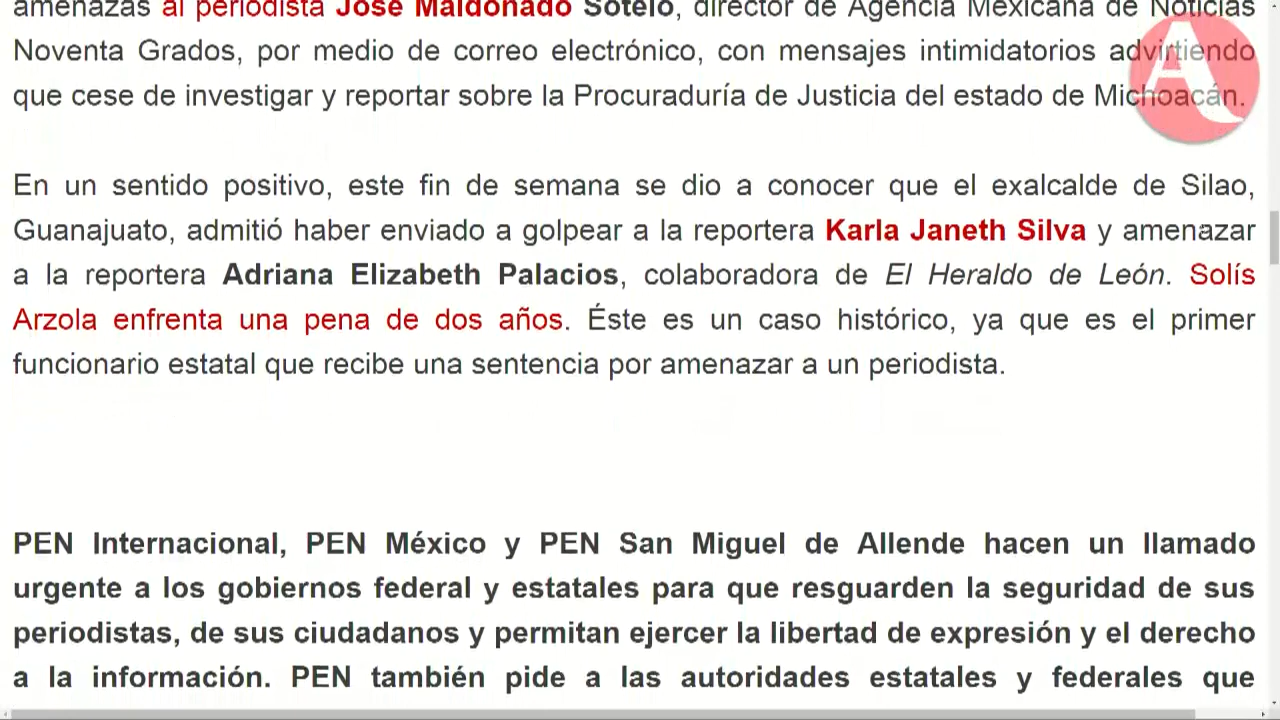 amenazas al periodista José Maldonado Sotelo, director de Agencia Mexicana de Noticias
Noventa Grados, por medio de correo electrónico, con mensajes intimidatorios advirtiendo
que cese de investigar y reportar sobre la Procuraduría de Justicia del estado de Michoacán.
En un sentido positivo, este fin de semana se dio a conocer que el exalcalde de Silao,
Guanajuato, admitió haber enviado a golpear a la reportera Karla Janeth Silva y amenazar
a la reportera Adriana Elizabeth Palacios, colaboradora de El Heraldo de León. Solís
Arzola enfrenta una pena de dos años. Éste es un caso histórico, ya que es el primer
funcionario estatal que recibe una sentencia por amenazar a un periodista.
PEN Internacional, PEN México y PEN San Miguel de Allende hacen un llamado
urgente a los gobiernos federal y estatales para que resguarden la seguridad de sus
periodistas, de sus ciudadanos y permitan ejercer la libertad de expresión y el derecho
a la información. PEN también pide a las autoridades estatales y federales que